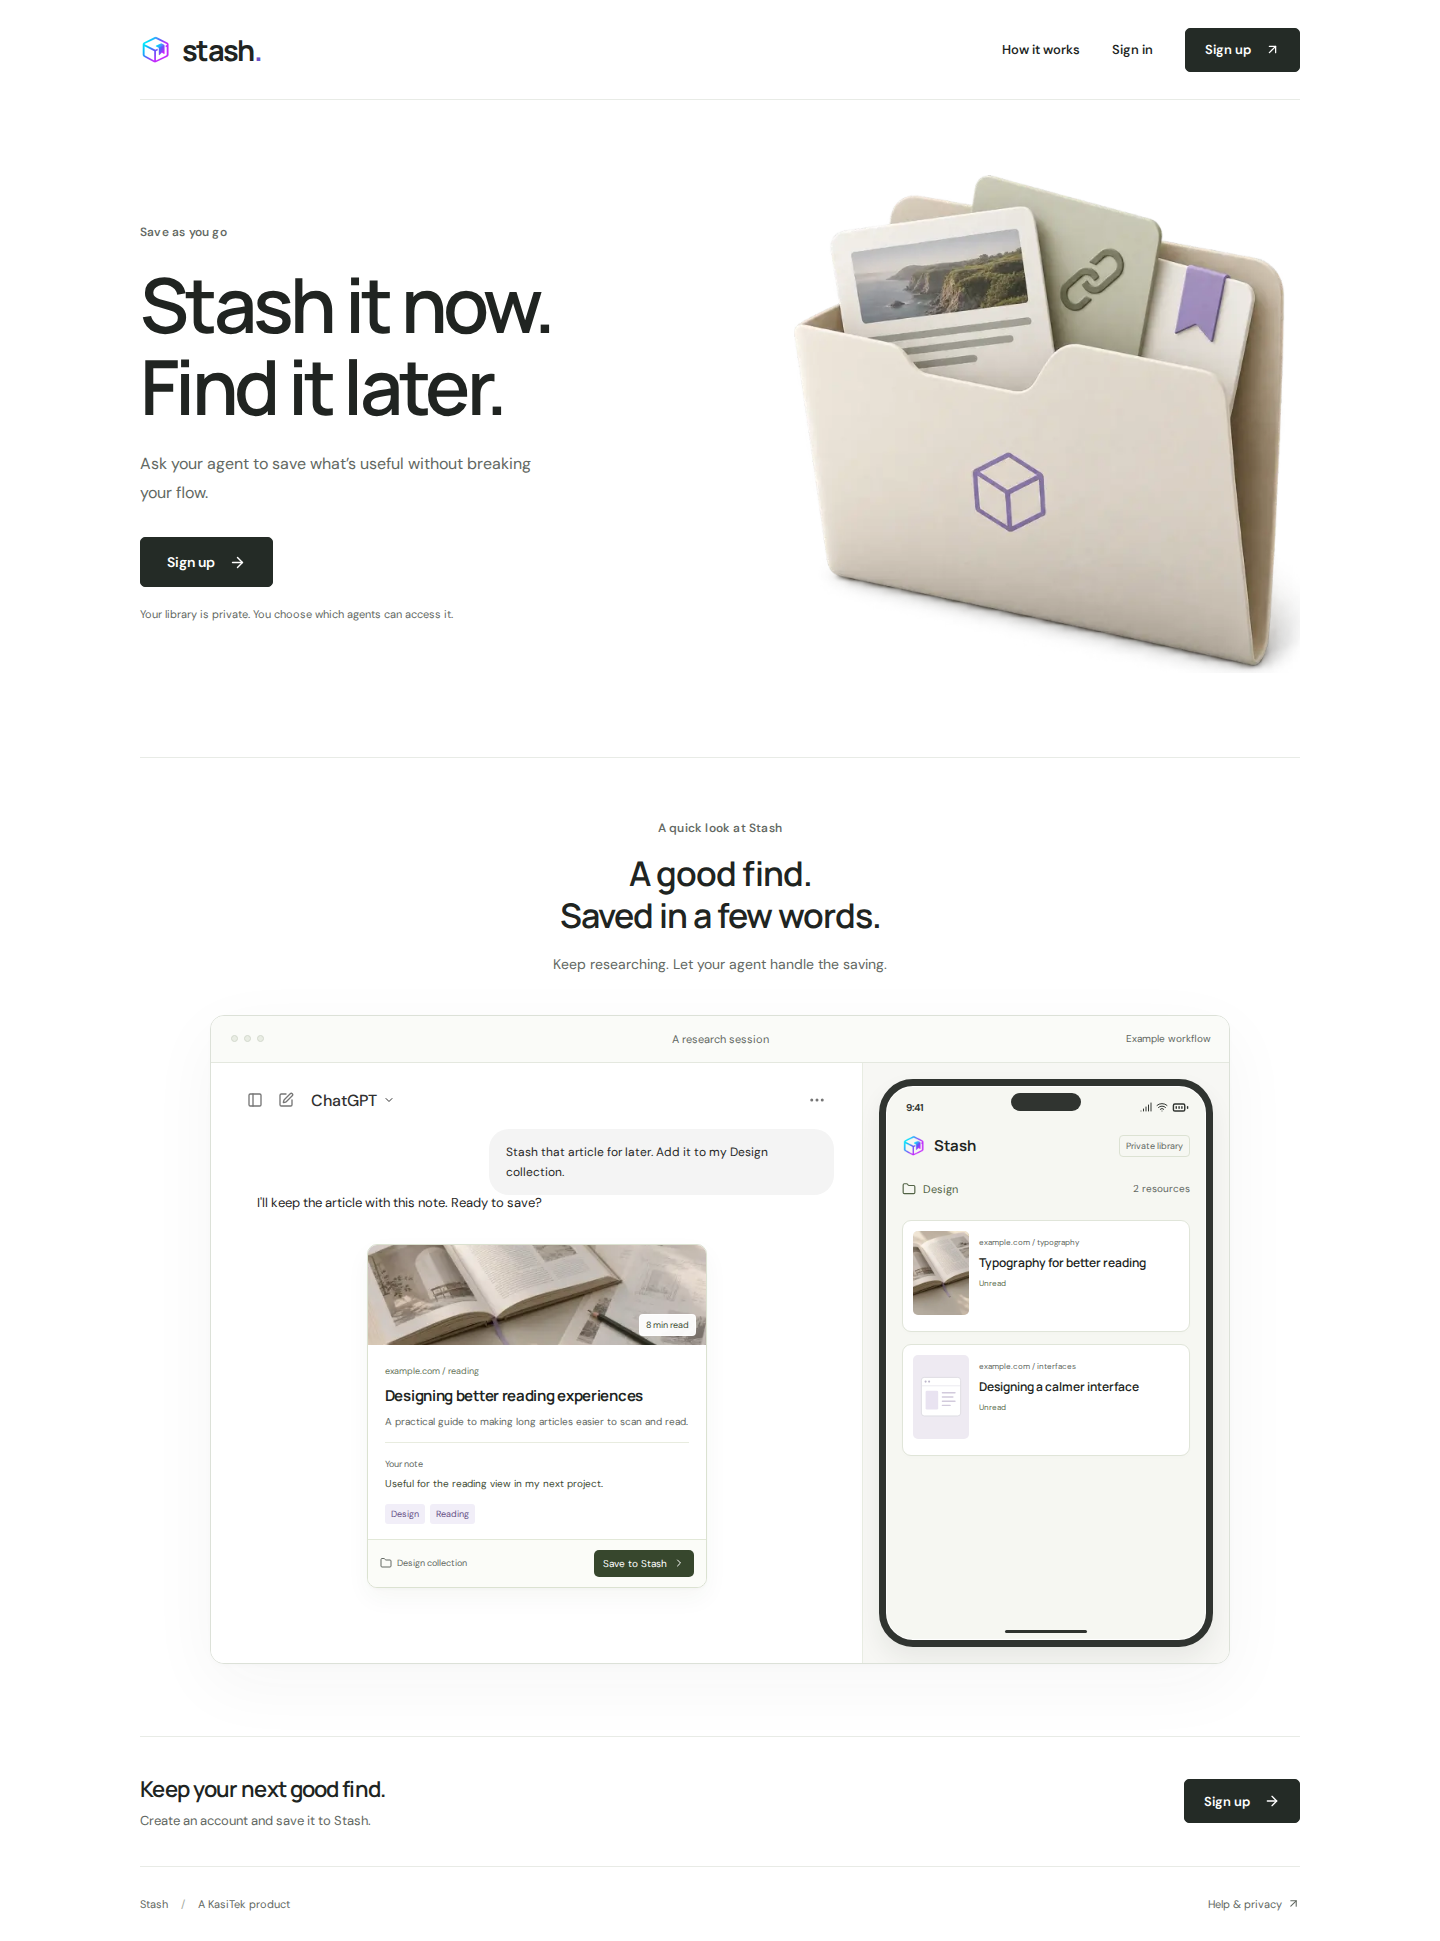 stash.
How it works
Sign in
Sign up
Save as you go
Stash it now.
Find it later.
Ask your agent to save what’s useful without breaking
your flow.
Sign up
Your library is private. You choose which agents can access it.
A quick look at Stash
A good find.
Saved in a few words.
Keep researching. Let your agent handle the saving.
A research session
Example workflow
ChatGPT
Stash that article for later. Add it to my Design
collection.
I'll keep the article with this note. Ready to save?
8 min read
example.com / reading
Designing better reading experiences
A practical guide to making long articles easier to scan and read.
Your note
Useful for the reading view in my next project.
Design
Reading
Design collection
Save to Stash
9:41
Stash
Private library
Design
2 resources
example.com / typography
Typography for better reading
Unread
example.com / interfaces
Designing a calmer interface
Unread
Keep your next good find.
Create an account and save it to Stash.
Sign up
Stash / A KasiTek product
Help & privacy